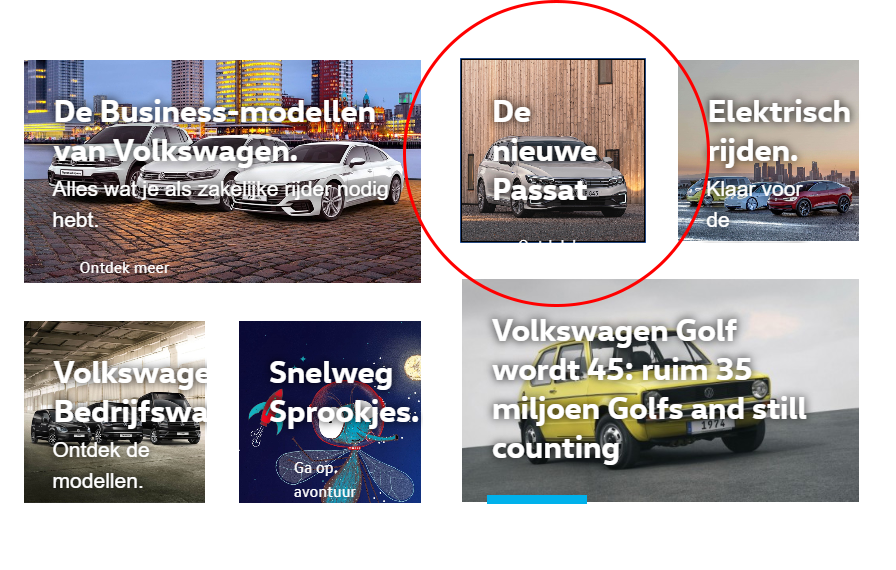 De Business-modellen
van Volkswagen.
Alles wat je als zakelijke rijder nodig
hebt.
Ontdek meer
De
nieuwe
Passat
Elektrisch
rijden.
Klaar voor
de
Bedrijfswa
Ontdek de
modellen.
Snelweg
Sprookjes.
Ga op
avontuur
Volkswagen Golf
wordt 45: ruim 35
miljoen Golfs and still
counting
1974